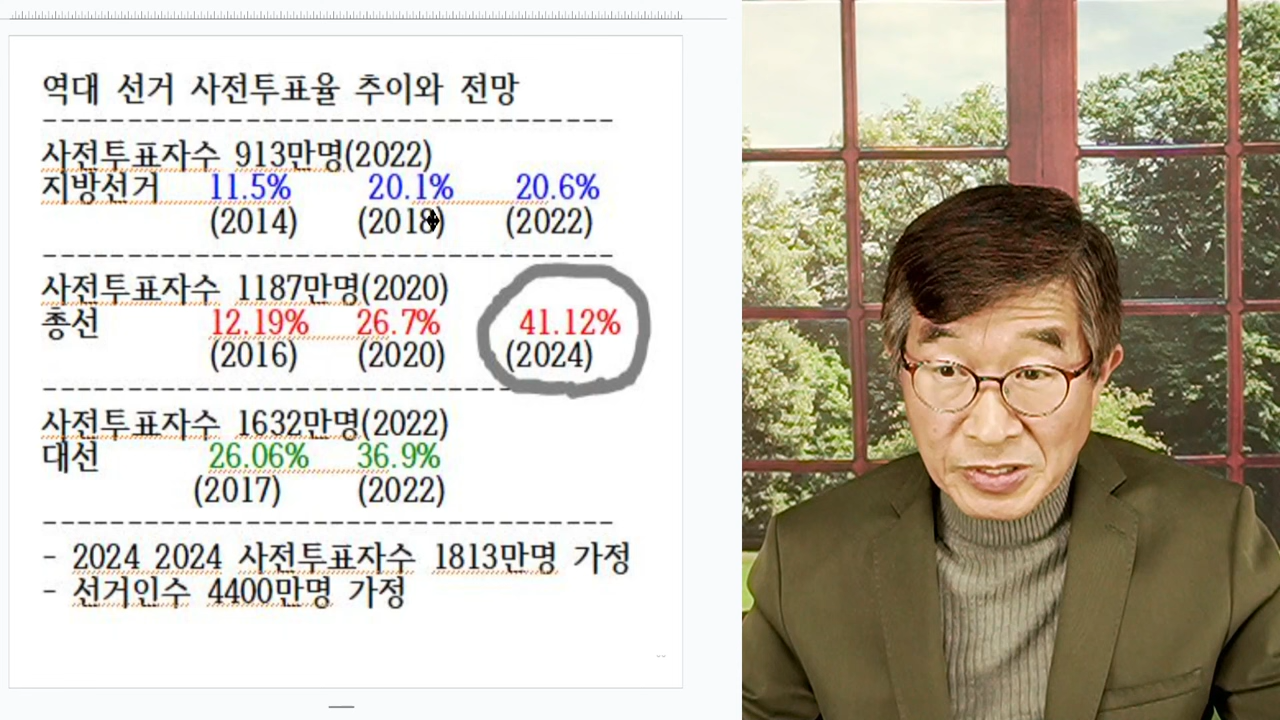 역대 선거 사전투표율 추이와 전망
---------------------------------
사전투표자수 913만명(2022)
지방선거 11.5% 20.1% 20.6%
(2014) (2018) (2022)
---------------------------------
사전투표자수 1187만명(2020)
총선 12.19% 26.7% 41.12%
(2016) (2020) (2024)
---------------------------------
사전투표자수 1632만명(2022)
대선 26.06% 36.9%
(2017) (2022)
---------------------------------
- 2024 2024 사전투표자수 1813만명 가정
- 선거인수 4400만명 가정